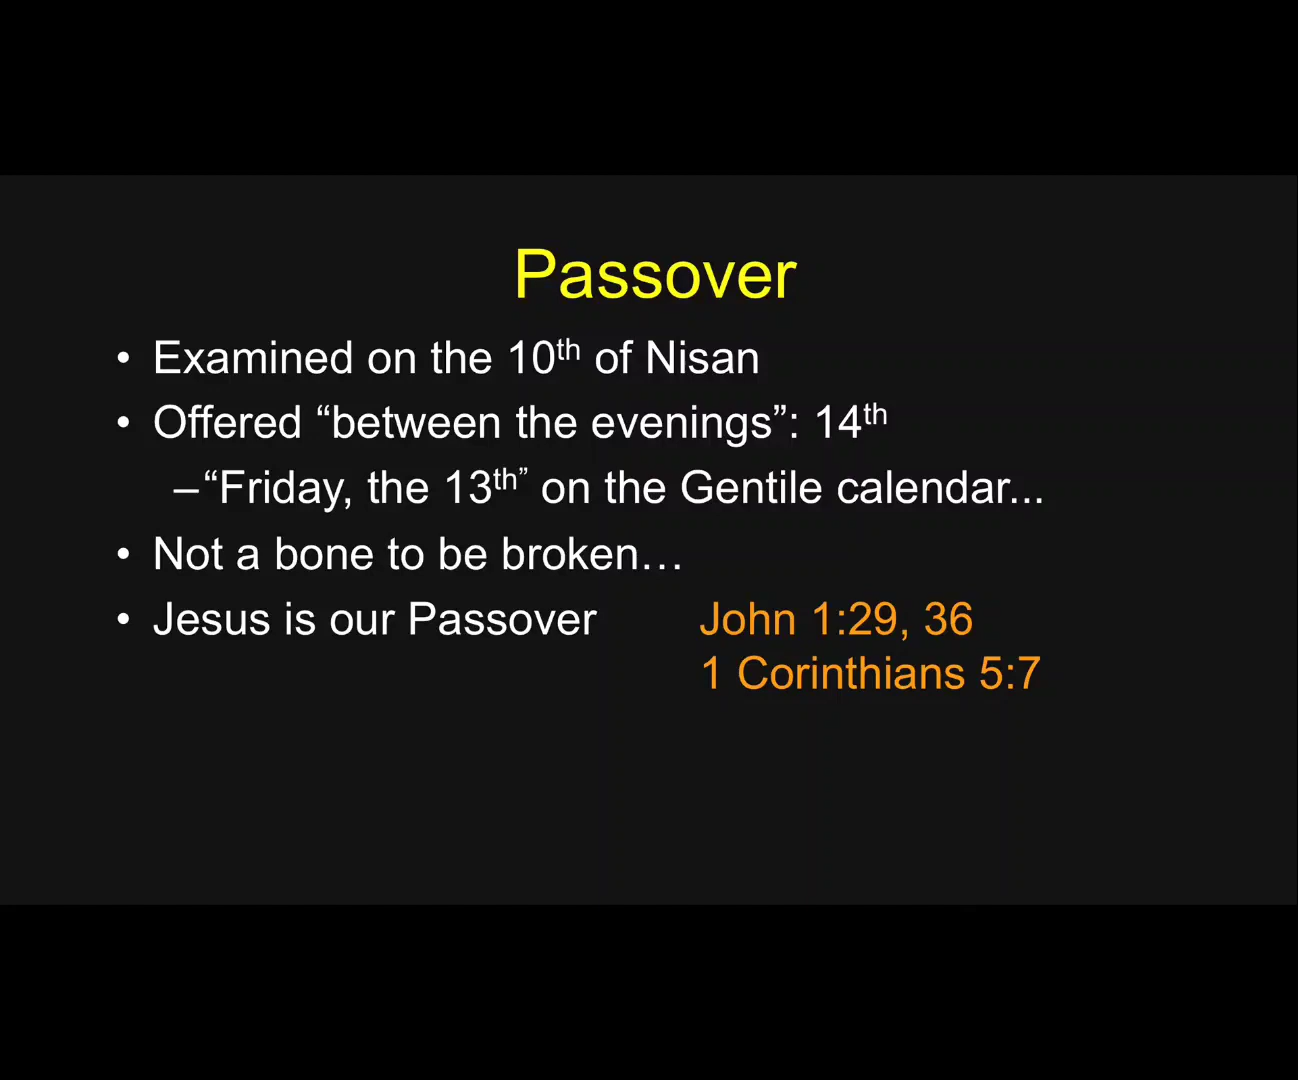 Passover
• Examined on the 10th of Nisan
• Offered “between the evenings”: 14th
–“Friday, the 13th” on the Gentile calendar...
• Not a bone to be broken…
• Jesus is our Passover John 1:29, 36
1 Corinthians 5:7